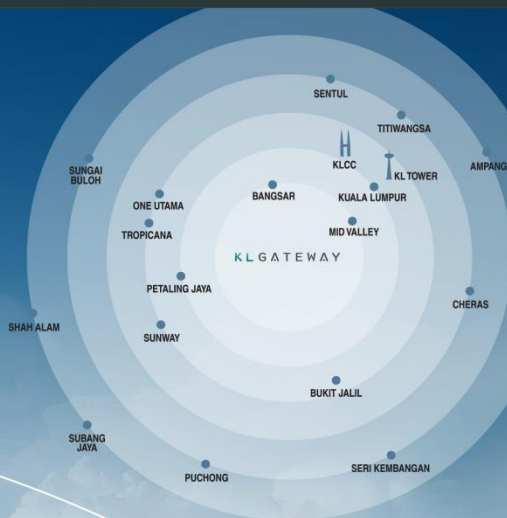 SENTUL
TITIWANGSA
KLCC
AMPANG
KL TOWER
SUNGAI
BULOH
BANGSAR
KUALA LUMPUR
ONE UTAMA
TROPICANA
MID VALLEY
KLGATEWAY
PETALING JAYA
CHERAS
SHAH ALAM
SUNWAY
BUKIT JALIL
SUBANG
JAYA
SERI KEMBANGAN
PUCHONG